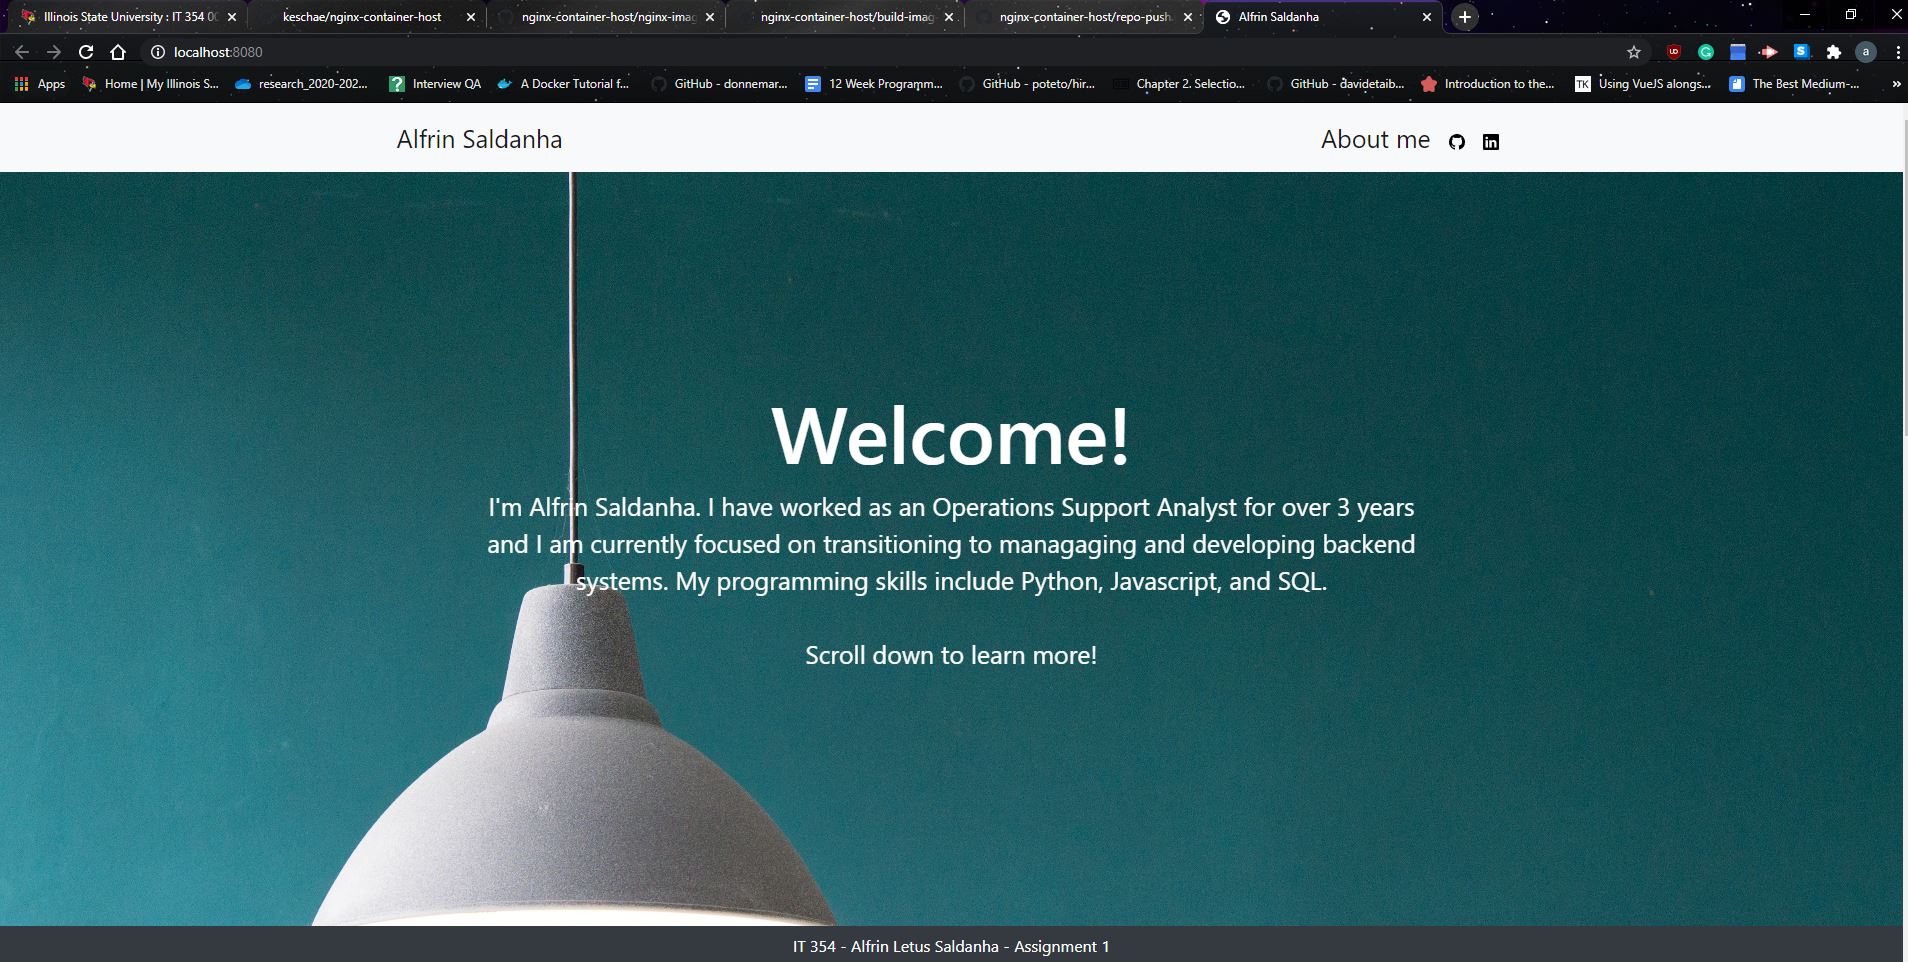 Illinois State University : IT 354 00
keschae/nginx-container-host
nginx-container-host/nginx-imag
nginx-container-host/build-imag
nginx-container-host/repo-push.
Alfrin Saldanha
localhost:8080
Apps
Home | My Illinois S...
research_2020-202...
Interview QA
A Docker Tutorial f...
GitHub - donnemar...
12 Week Programm...
GitHub - poteto/hir...
Chapter 2. Selectio...
GitHub - davidetaib...
Introduction to the...
TK
Using VueJS alongs...
The Best Medium-...
Alfrin Saldanha
About me
Welcome!
I'm Alfrin Saldanha. I have worked as an Operations Support Analyst for over 3 years
and I am currently focused on transitioning to managaging and developing backend
systems. My programming skills include Python, Javascript, and SQL.
Scroll down to learn more!
IT 354 - Alfrin Letus Saldanha - Assignment 1